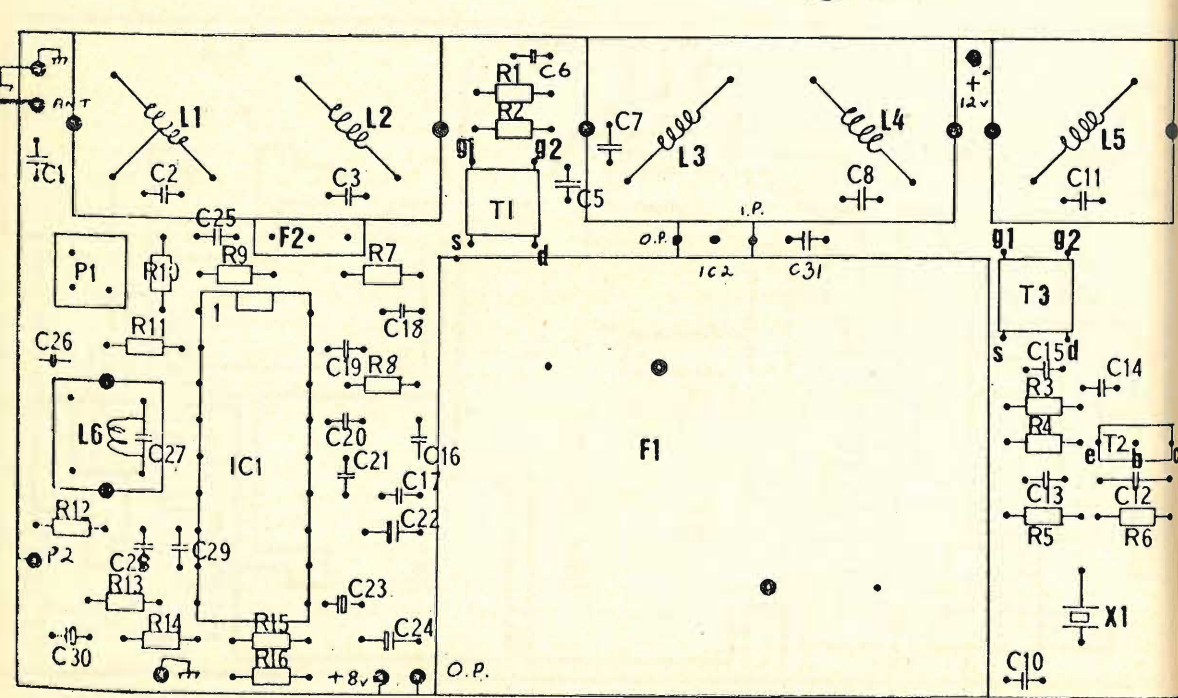 C6
R1
R2
+
12v
ANT
L1
L2
C7
L3
L4
L5
g1
g2
C1
C2
C3
C5
C8
C11
T1
C25
F2
I.P.
O.P.
s
d
IC2
C31
g1
g2
P1
R10
R9
R7
T3
1
C18
R11
C26
C19
R8
s
d
C15
C14
R3
L6
C27
C20
C16
R4
T2
e
b
c
IC1
C21
F1
C17
R12
C22
C13
C12
R5
R6
P2
C28
C29
R13
C23
X1
R14
R15
C24
C30
R16
+8v
O.P.
C10